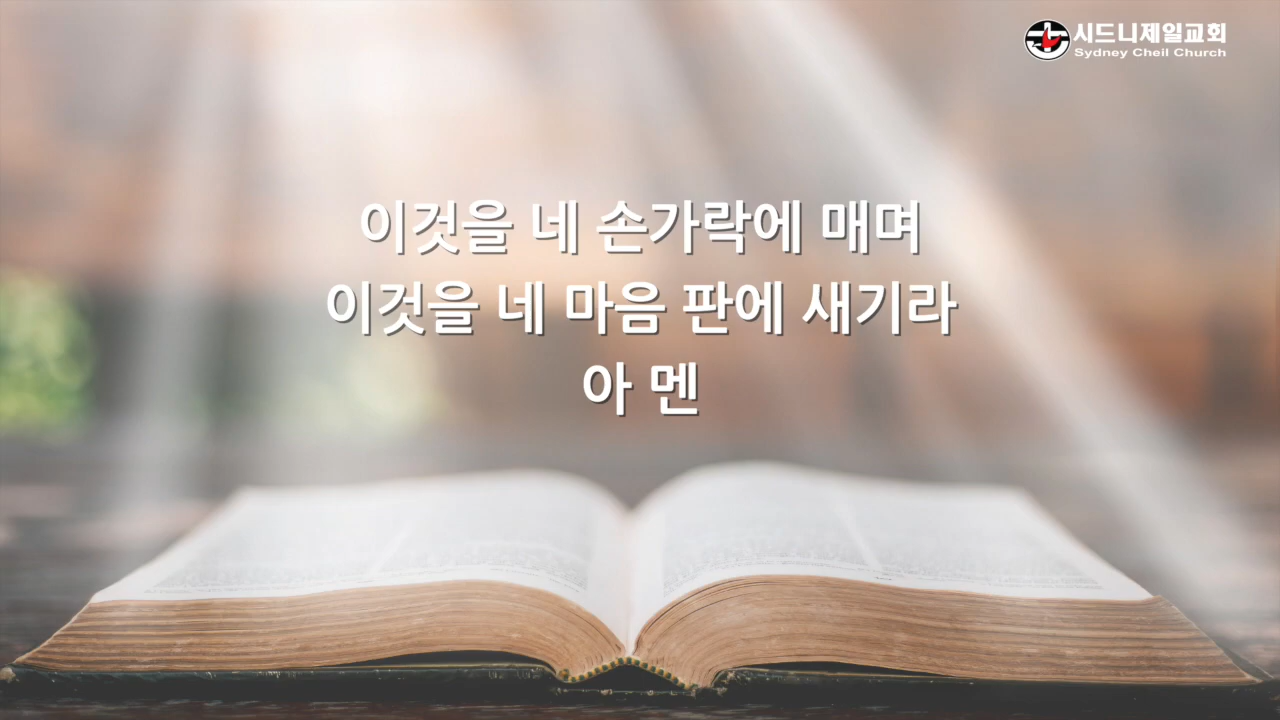 시드니제일교회
Sydney Cheil Church
이것을 네 손가락에 매며
이것을 네 마음 판에 새기라
아 멘